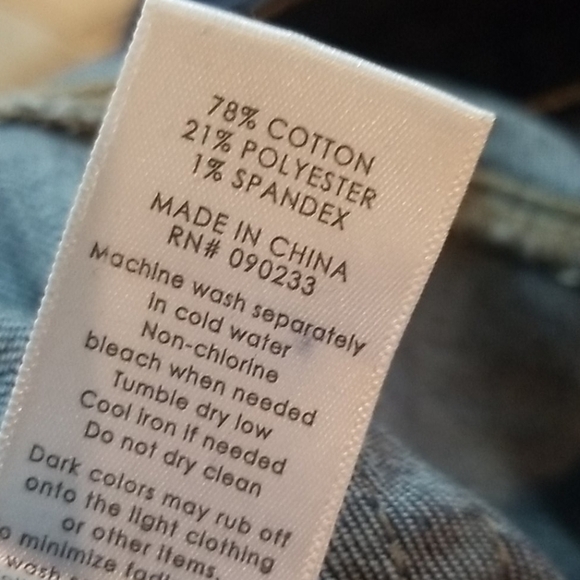 78% COTTON
21% POLYESTER
1% SPANDEX
MADE IN CHINA
RN# 090233
Machine wash separately
in cold water
Non-chlorine
bleach when needed
Tumble dry low
Cool iron if needed
Do not dry clean
Dark colors may rub off
onto the light clothing
or other items.
minimize
wash